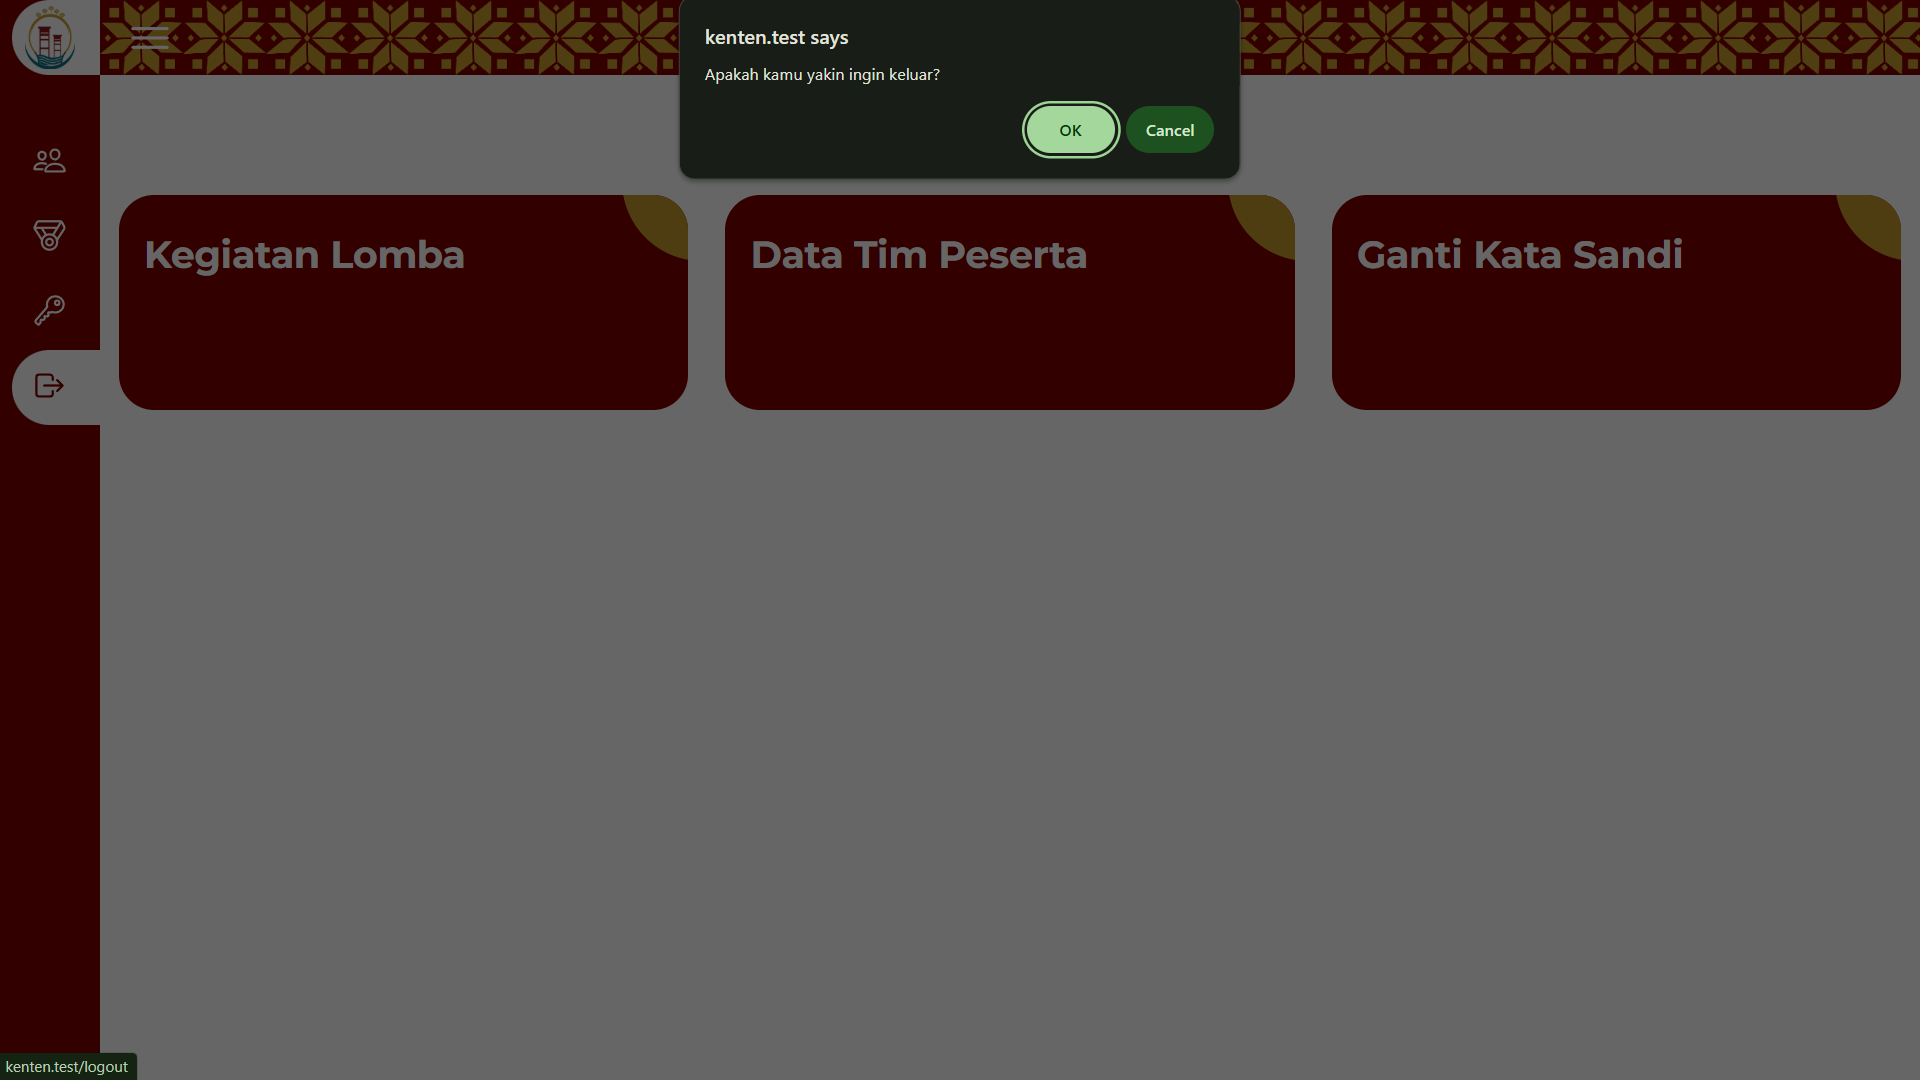 kenten.test says
Apakah kamu yakin ingin keluar?
OK
Cancel
Kegiatan Lomba
Data Tim Peserta
Ganti Kata Sandi
kenten.test/logout